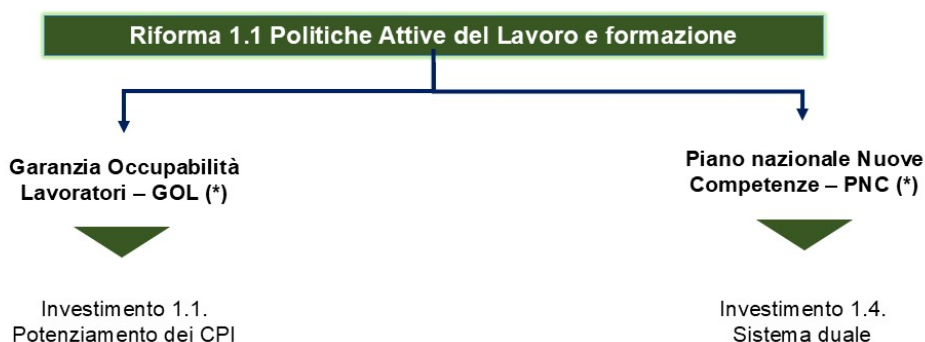 Riforma 1.1 Politiche Attive del Lavoro e formazione
Garanzia Occupabilità
Lavoratori – GOL (*)
Piano nazionale Nuove
Competenze – PNC (*)
Investimento 1.1.
Potenziamento dei CPI
Investimento 1.4.
Sistema duale